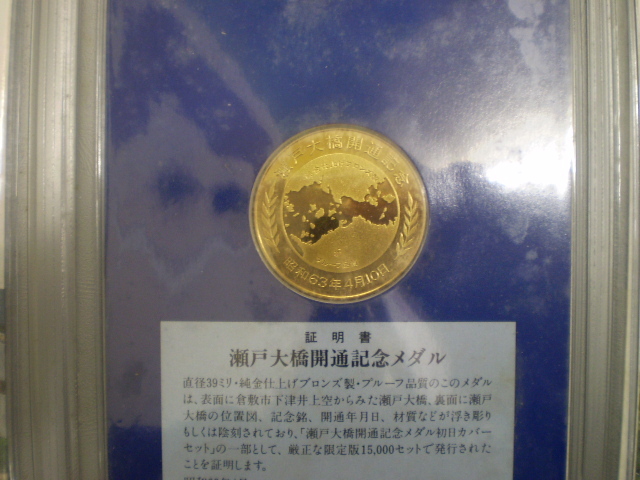 瀬戸大橋開通記念
昭和63年4月10日
証明書
瀬戸大橋開通記念メダル
直径39ミリ・純金仕上げブロンズ製・プルーフ品質のこのメダル
は、表面に倉敷市下津井上空からみた瀬戸大橋、裏面に瀬戸
大橋の位置図、記念銘、開通年月日、材質などが浮き彫り
もしくは陰刻されており、「瀬戸大橋開通記念メダル初日カバー
セット」の一部として、厳正な限定版15,000セットで発行された
ことを証明します。